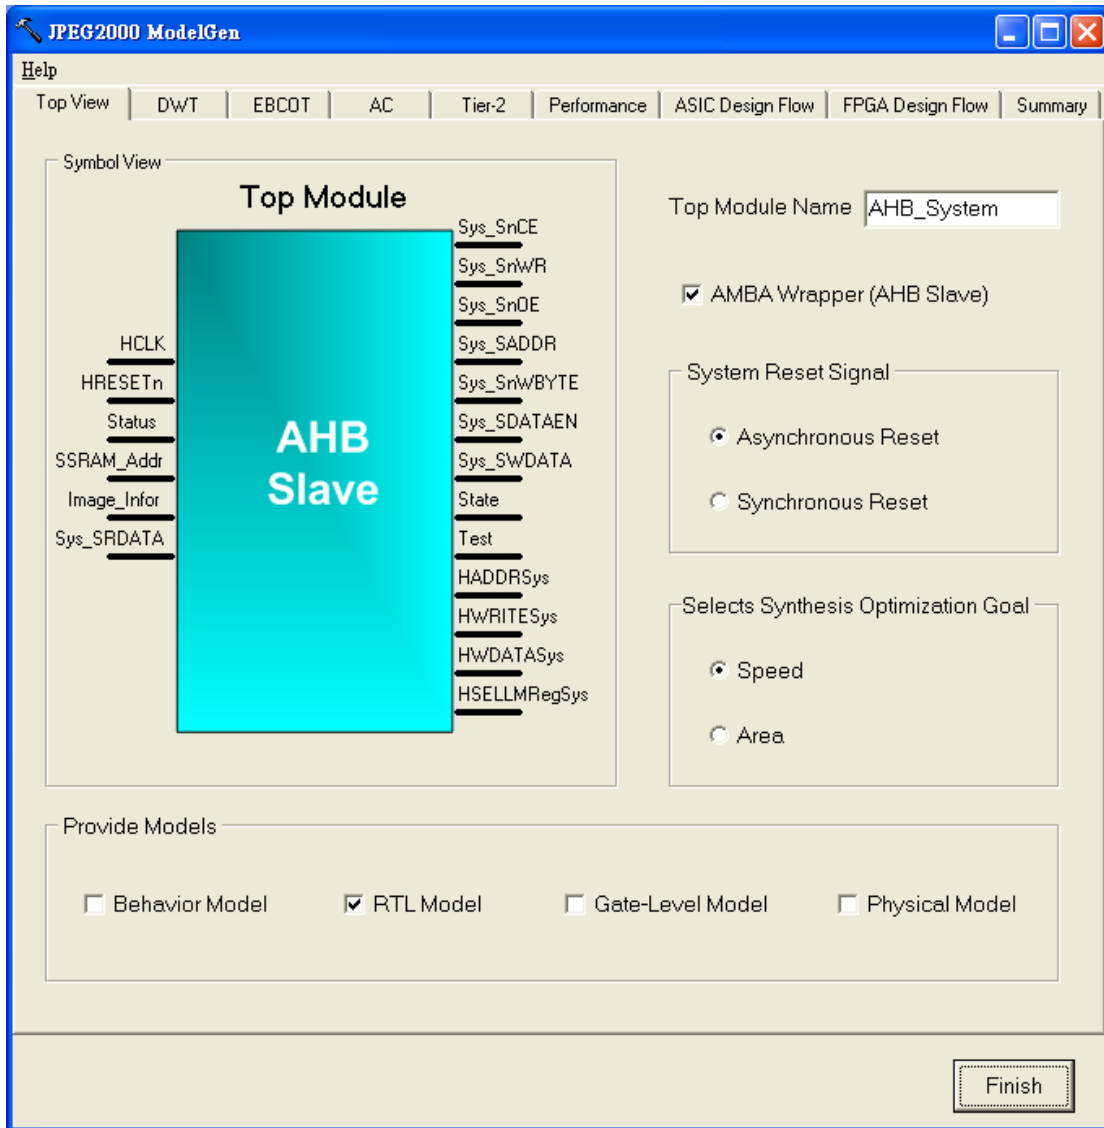 JPEG2000 ModelGen
Help
Top View DWT EBCOT AC Tier-2 Performance ASIC Design Flow FPGA Design Flow Summary
Symbol View
Top Module
HCLK
HRESETn
Status
SSRAM_Addr
Image_Infor
Sys_SRDATA
AHB
Slave
Sys_SnCE
Sys_SnWR
Sys_SnOE
Sys_SADDR
Sys_SnWBYTE
Sys_SDATAEN
Sys_SWDATA
State
Test
HADDRSys
HWRITESys
HWDATASys
HSELLMRegSys
Top Module Name AHB_System
AMBA Wrapper (AHB Slave)
System Reset Signal
Asynchronous Reset
Synchronous Reset
Selects Synthesis Optimization Goal
Speed
Area
Provide Models
Behavior Model RTL Model Gate-Level Model Physical Model
Finish